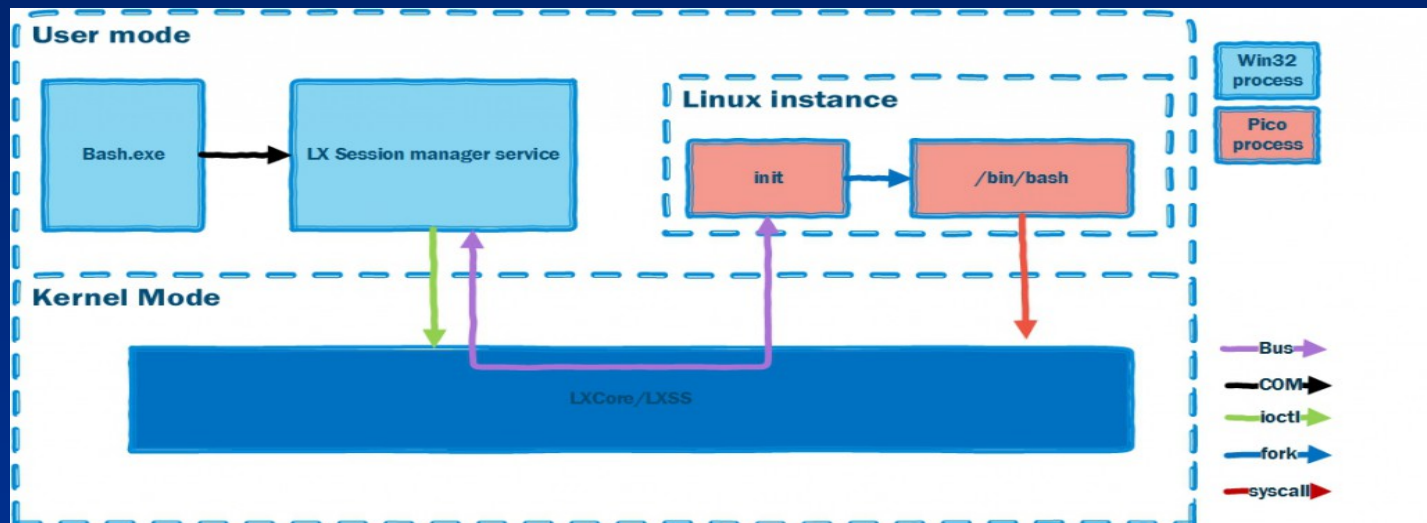 User mode
Bash.exe
LX Session manager service
Linux instance
init
/bin/bash
Kernel Mode
LXCore/LXSS
Win32
process
Pico
process
Bus
COM
ioctl
fork
syscall